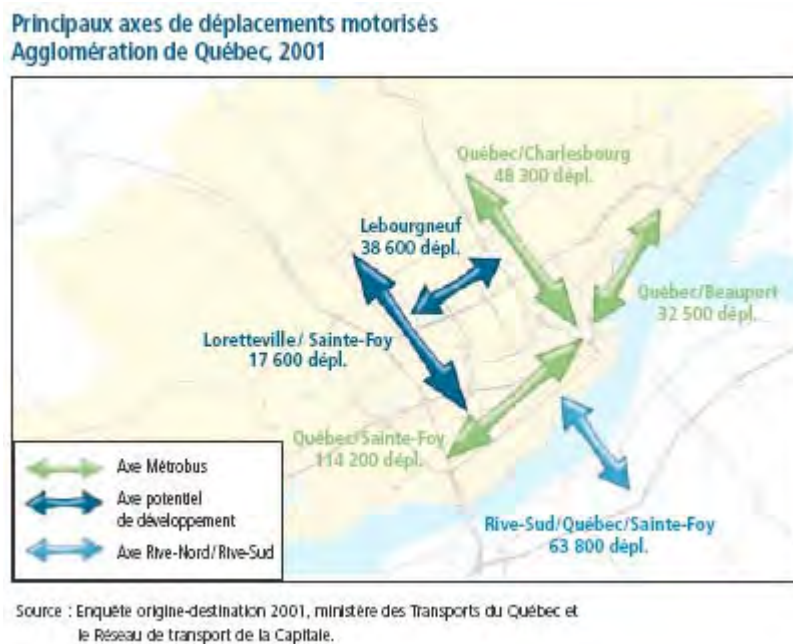 Principaux axes de déplacements motorisés
Agglomération de Québec, 2001
Québec/Charlesbourg
48 300 dépl.
Lebourgneuf
38 600 dépl.
Québec/Beauport
32 500 dépl.
Loretteville/ Sainte-Foy
17 600 dépl.
Québec/Sainte-Foy
114 200 dépl.
Rive-Sud/Québec/Sainte-Foy
63 800 dépl.
Axe Métrobus
Axe potentiel
de développement
Axe Rive-Nord/Rive-Sud
Source : Enquête origine-destination 2001, ministère des Transports du Québec et
le Réseau de transport de la Capitale.